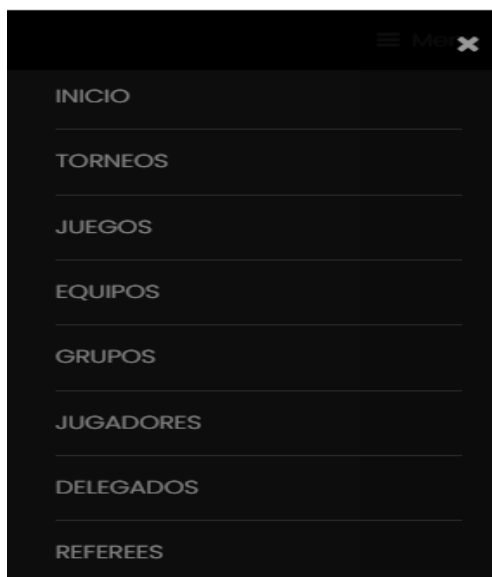 INICIO
TORNEOS
JUEGOS
EQUIPOS
GRUPOS
JUGADORES
DELEGADOS
REFEREES